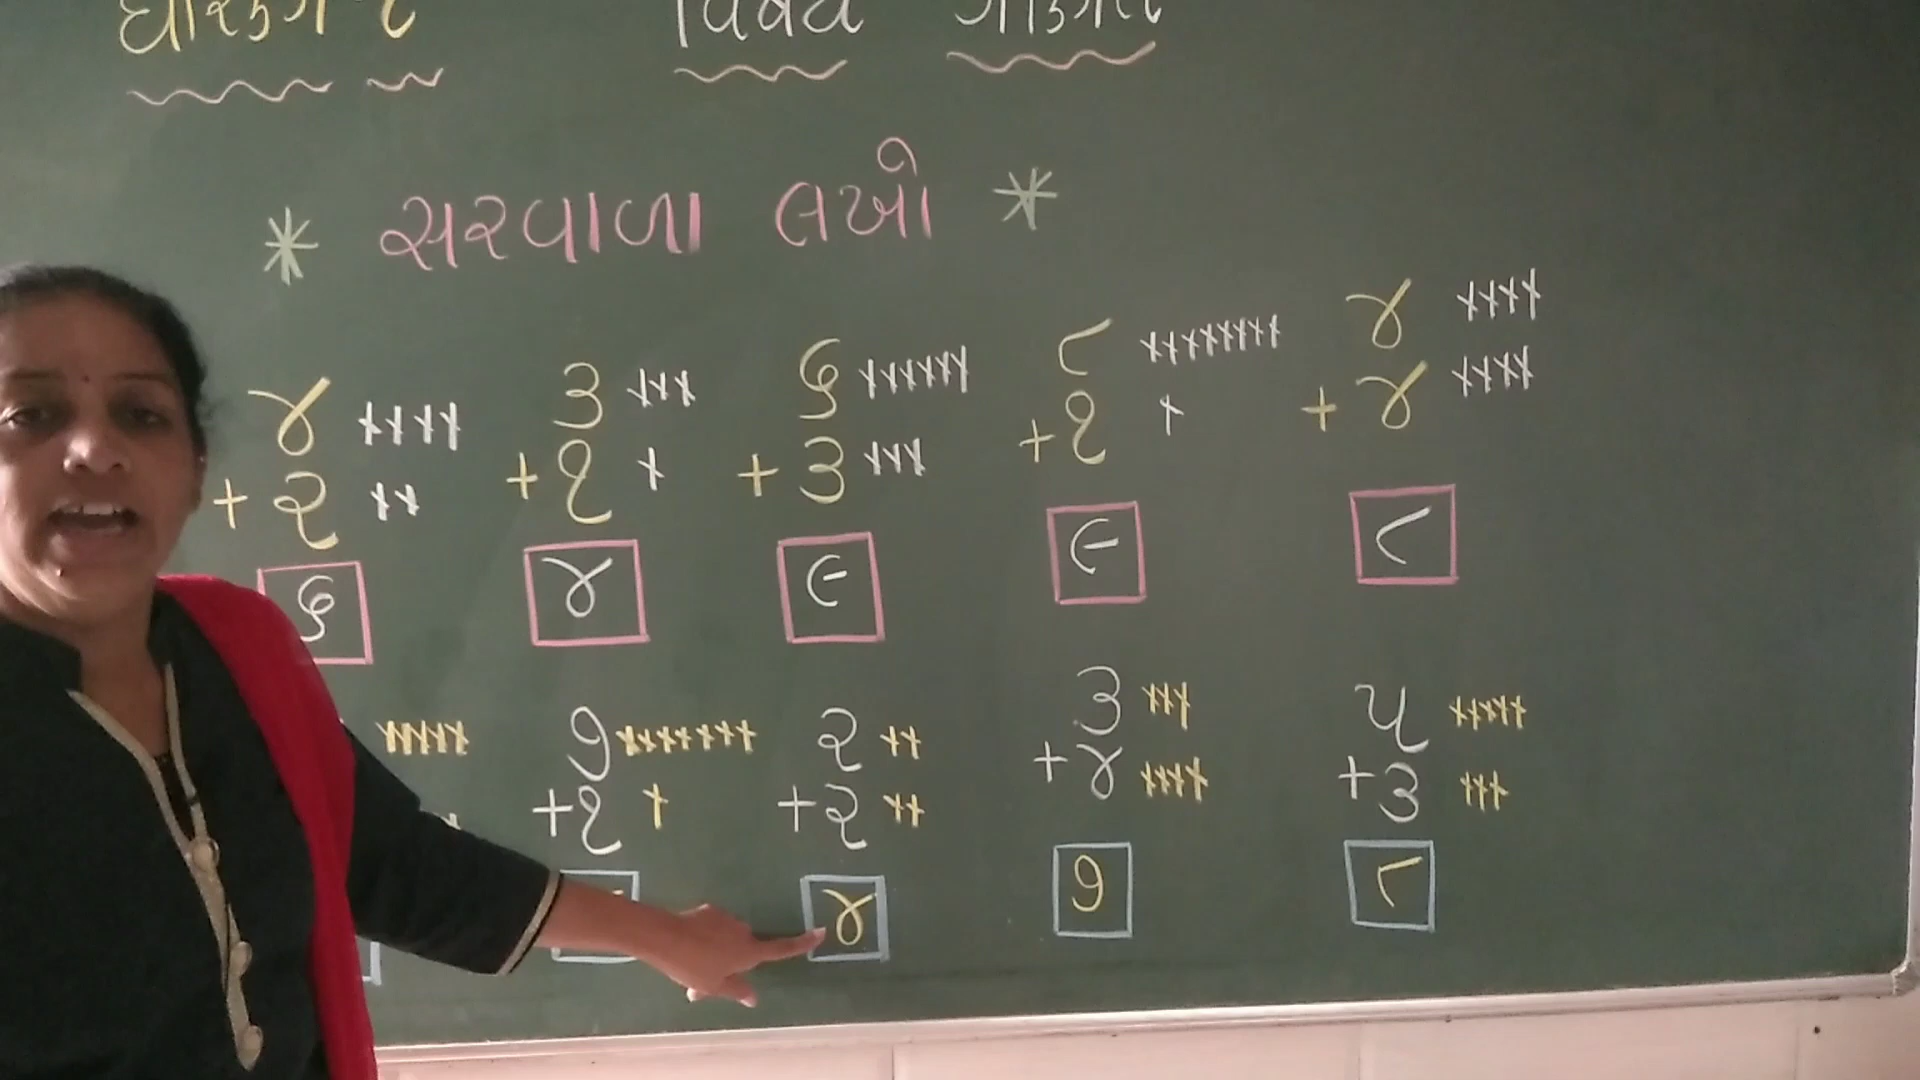 ધોરણ ૧ વિષય ગણિત
* સરવાળા લખો *
૪ ૩ ૬ ૮ ૪
+ ૨ + ૧ + ૩ + ૧ + ૪
૬ ૪ ૯ ૯ ૮
૭ ૨ ૩ ૫
+ ૧ + ૨ + ૪ + ૩
૪ ૭ ૮